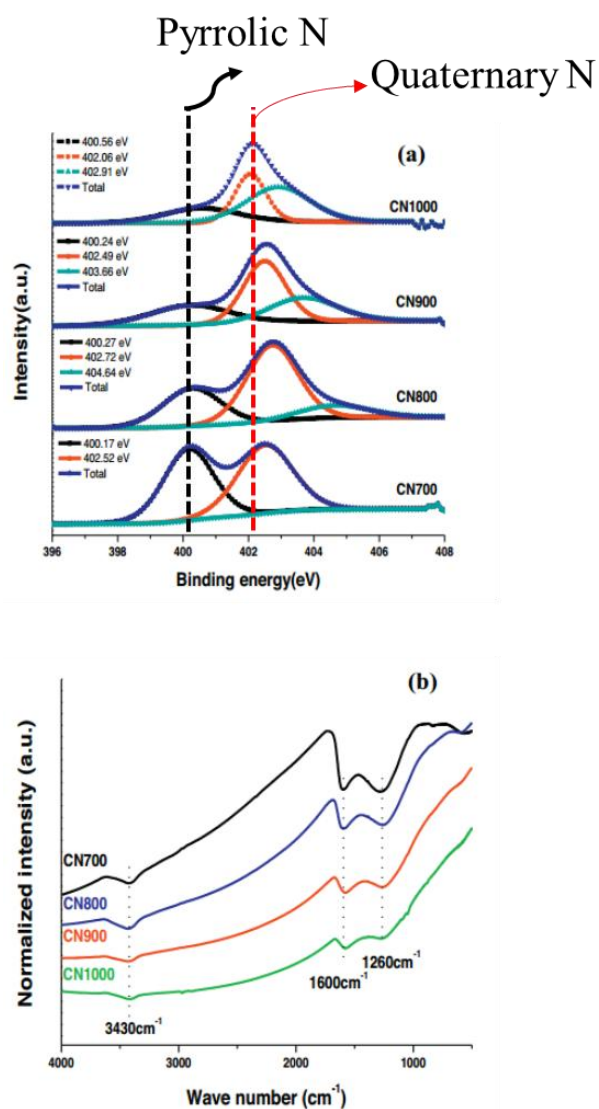 Pyrrolic N
Quaternary N
(a)
400.56 eV
402.06 eV
402.91 eV
Total
CN1000
400.24 eV
402.49 eV
403.66 eV
Total
CN900
400.27 eV
402.72 eV
404.64 eV
Total
CN800
400.17 eV
402.52 eV
Total
CN700
Intensity(a.u.)
396 398 400 402 404 406 408
Binding energy(eV)
(b)
Normalized intensity (a.u.)
CN700
CN800
CN900
CN1000
1260cm-1
1600cm-1
3430cm-1
4000 3000 2000 1000
Wave number (cm-1)